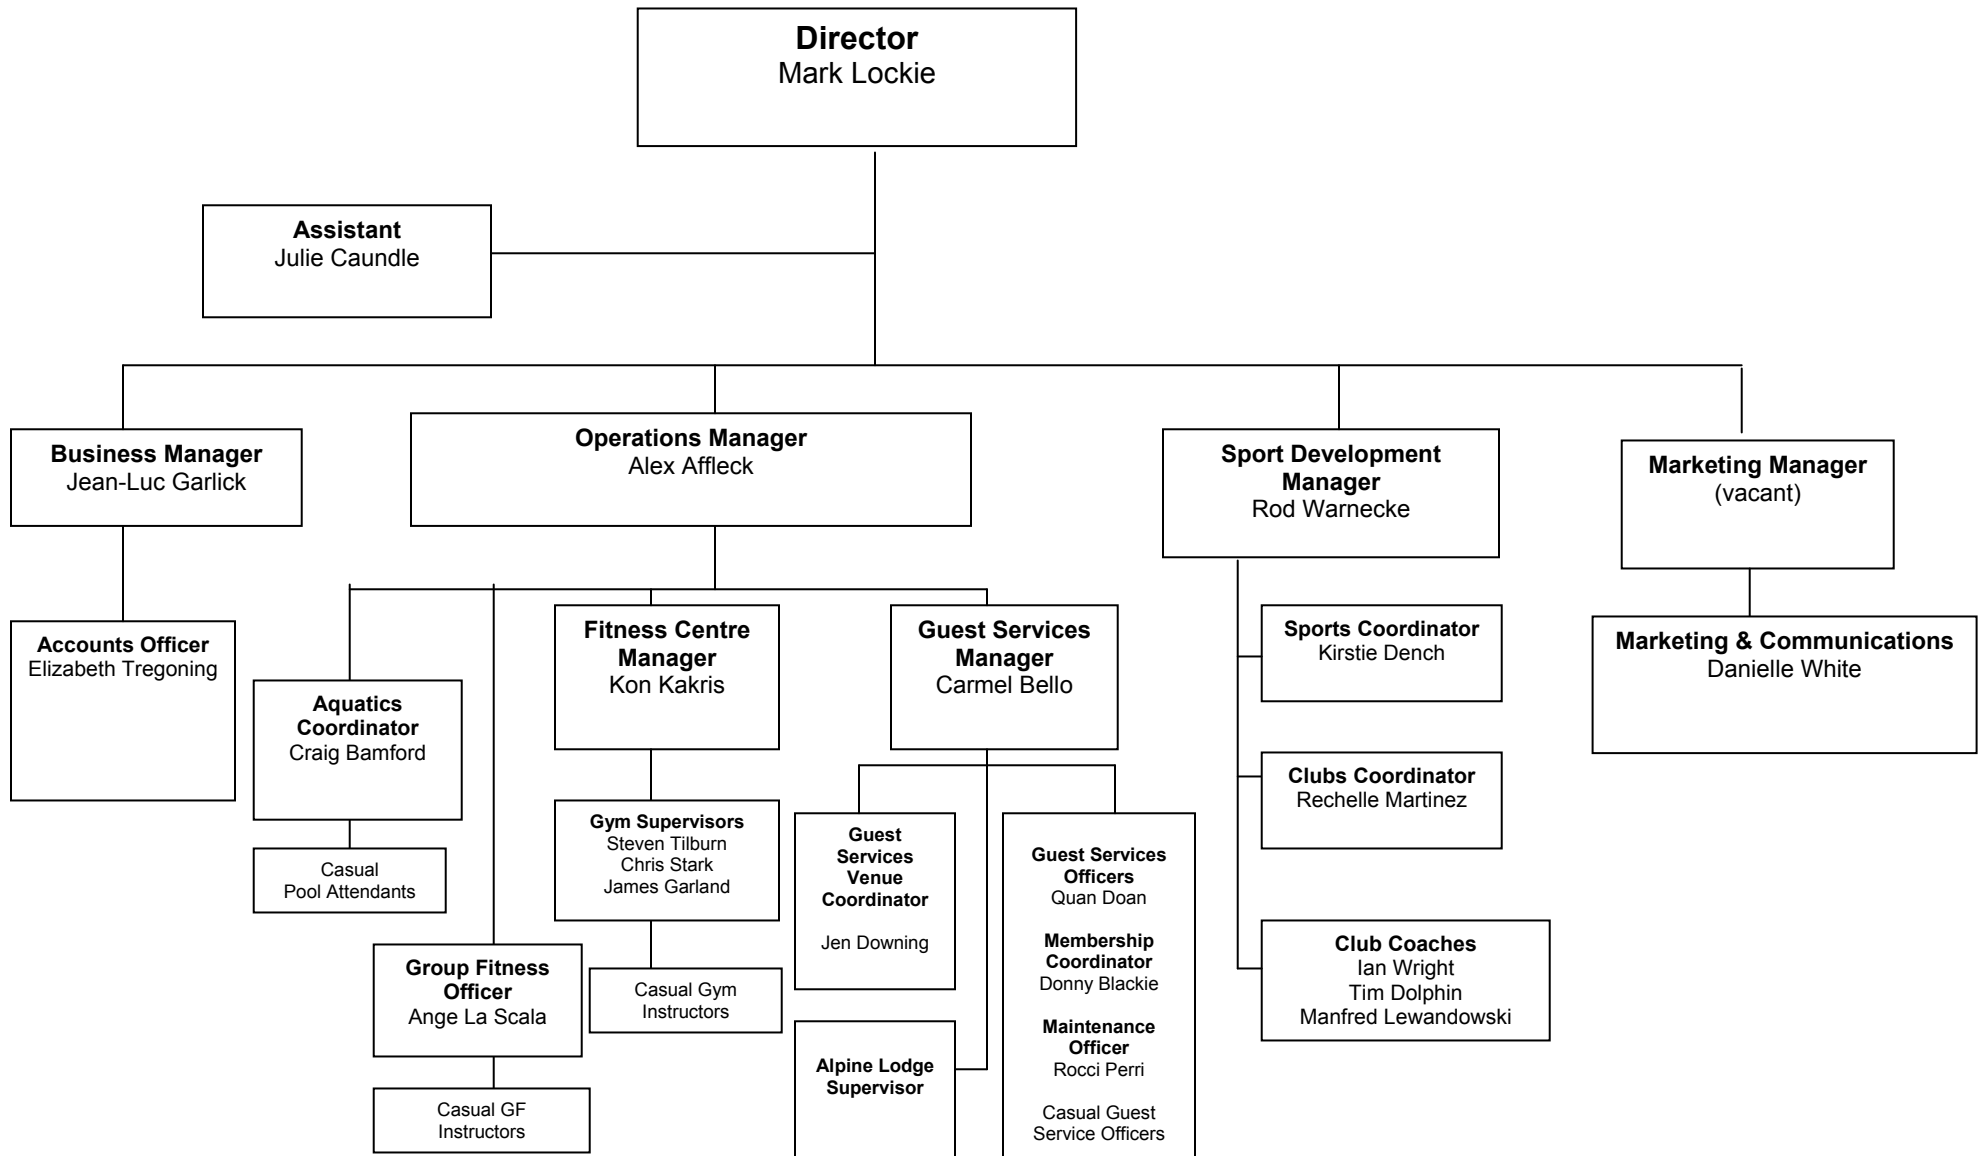 Director
Mark Lockie
Assistant
Julie Caundle
Business Manager
Jean-Luc Garlick
Operations Manager
Alex Affleck
Sport Development
Manager
Rod Warnecke
Marketing Manager
(vacant)
Accounts Officer
Elizabeth Tregoning
Aquatics
Coordinator
Craig Bamford
Casual
Pool Attendants
Group Fitness
Officer
Ange La Scala
Casual GF
Instructors
Fitness Centre
Manager
Kon Kakris
Gym Supervisors
Steven Tilburn
Chris Stark
James Garland
Casual Gym
Instructors
Guest Services
Manager
Carmel Bello
Guest
Services
Venue
Coordinator
Jen Downing
Alpine Lodge
Supervisor
Guest Services
Officers
Quan Doan
Membership
Coordinator
Donny Blackie
Maintenance
Officer
Rocci Perri
Casual Guest
Service Officers
Sports Coordinator
Kirstie Dench
Clubs Coordinator
Rechelle Martinez
Club Coaches
Ian Wright
Tim Dolphin
Manfred Lewandowski
Marketing & Communications
Danielle White